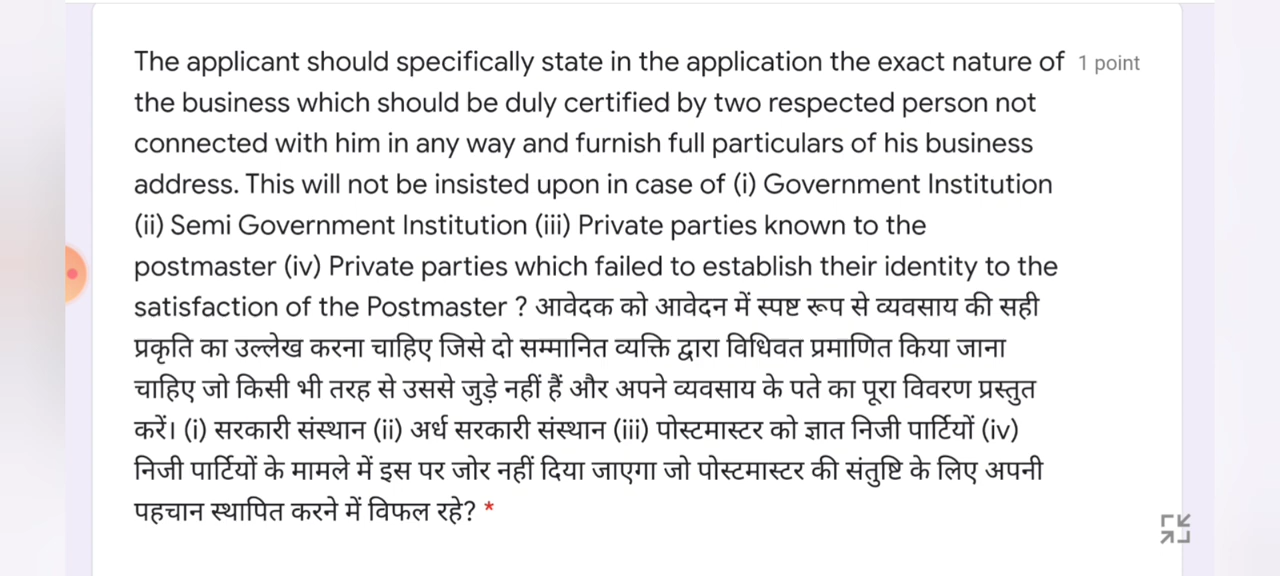 The applicant should specifically state in the application the exact nature of 1 point
the business which should be duly certified by two respected person not
connected with him in any way and furnish full particulars of his business
address. This will not be insisted upon in case of (i) Government Institution
(ii) Semi Government Institution (iii) Private parties known to the
postmaster (iv) Private parties which failed to establish their identity to the
satisfaction of the Postmaster ? आवेदक को आवेदन में स्पष्ट रूप से व्यवसाय की सही
प्रकृति का उल्लेख करना चाहिए जिसे दो सम्मानित व्यक्ति द्वारा विधिवत प्रमाणित किया जाना
चाहिए जो किसी भी तरह से उससे जुड़े नहीं हैं और अपने व्यवसाय के पते का पूरा विवरण प्रस्तुत
करें। (i) सरकारी संस्थान (ii) अर्ध सरकारी संस्थान (iii) पोस्टमास्टर को ज्ञात निजी पार्टियों (iv)
निजी पार्टियों के मामले में इस पर जोर नहीं दिया जाएगा जो पोस्टमास्टर की संतुष्टि के लिए अपनी
पहचान स्थापित करने में विफल रहे? *